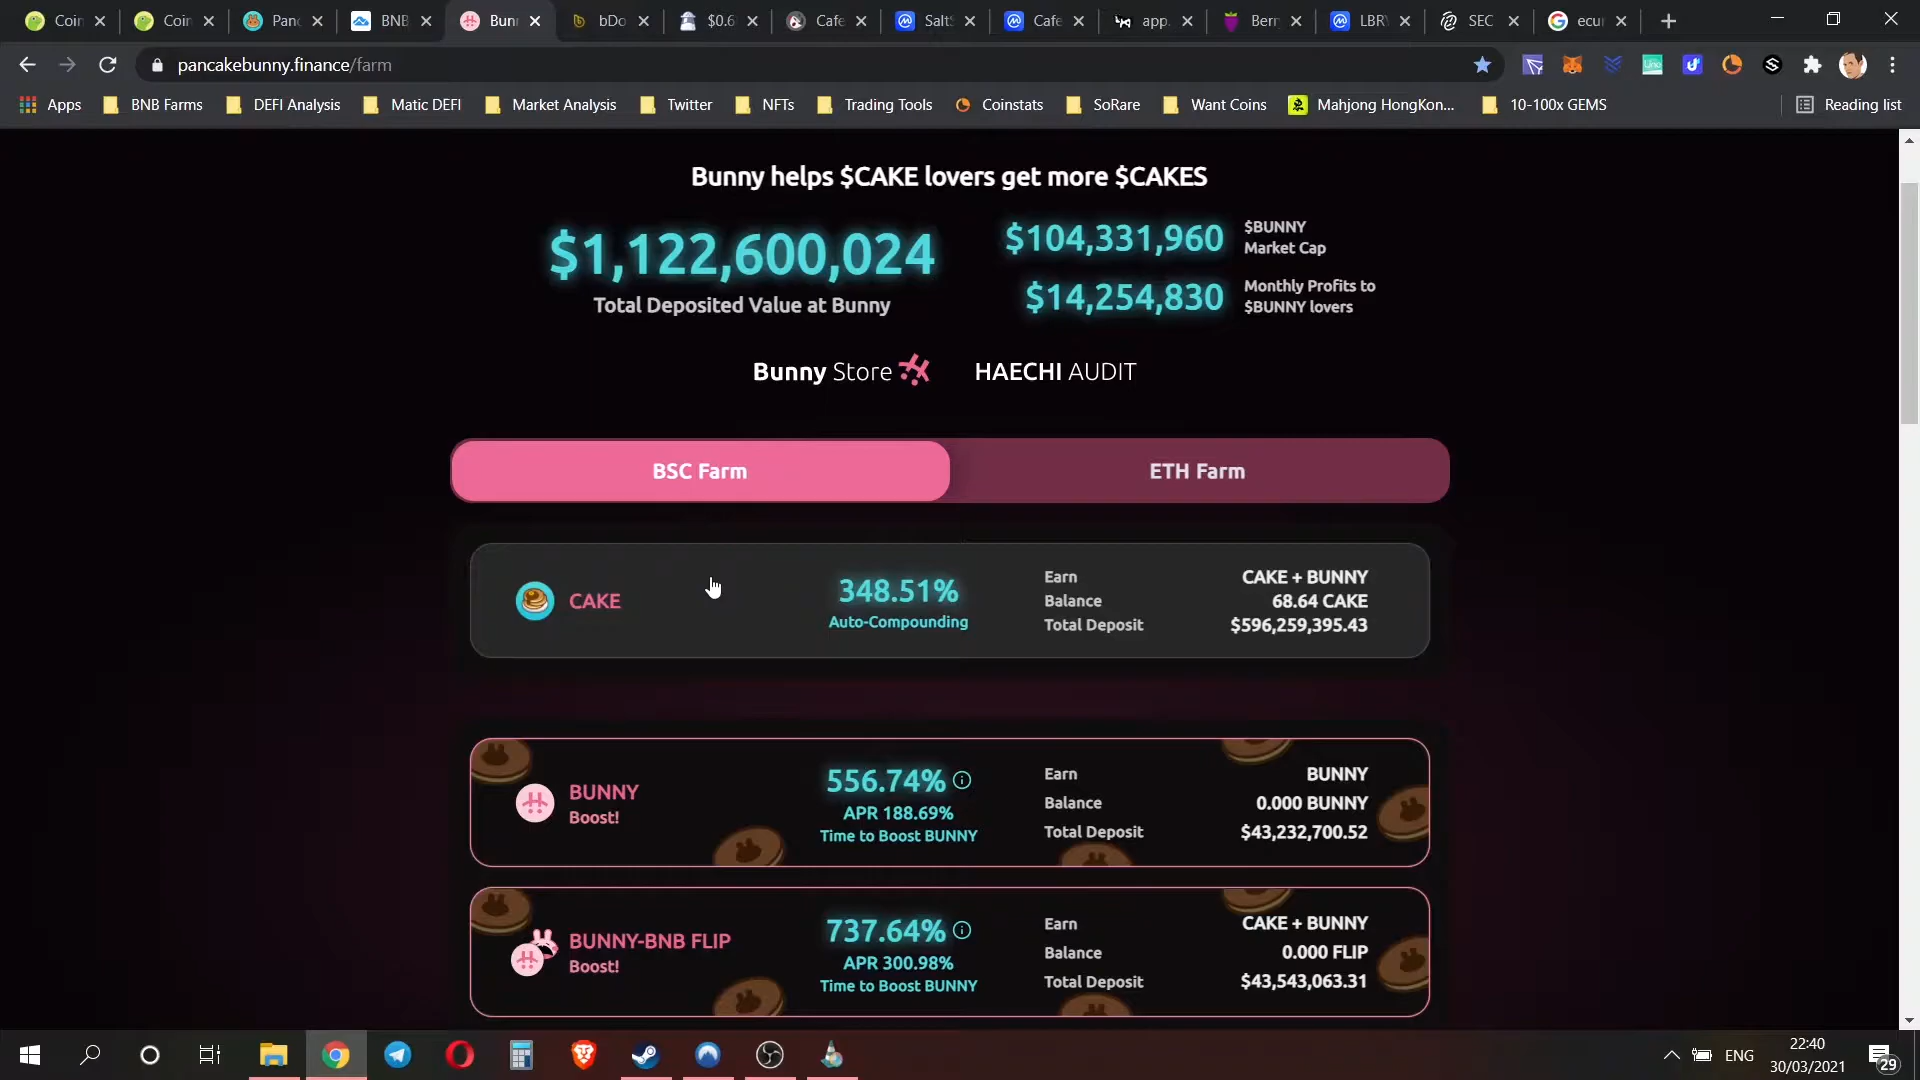 Coin
Coin
Panc
BNB
Bunn
bDo
$0.6
Cafe
Salt
Cafe
app.
Berr
LBRY
SEC
ecur
pancakebunny.finance/farm
Apps
BNB Farms
DEFI Analysis
Matic DEFI
Market Analysis
Twitter
NFTs
Trading Tools
Coinstats
SoRare
Want Coins
Mahjong HongKon...
10-100x GEMS
Reading list
Bunny helps $CAKE lovers get more $CAKES
$1,122,600,024
Total Deposited Value at Bunny
$104,331,960
$BUNNY
Market Cap
$14,254,830
Monthly Profits to
$BUNNY lovers
Bunny Store
HAECHI AUDIT
BSC Farm
ETH Farm
CAKE
348.51%
Auto-Compounding
Earn CAKE + BUNNY
Balance 68.64 CAKE
Total Deposit $596,259,395.43
BUNNY
Boost!
556.74%
APR 188.69%
Time to Boost BUNNY
Earn BUNNY
Balance 0.000 BUNNY
Total Deposit $43,232,700.52
BUNNY-BNB FLIP
Boost!
737.64%
APR 300.98%
Time to Boost BUNNY
Earn CAKE + BUNNY
Balance 0.000 FLIP
Total Deposit $43,543,063.31
ENG
22:40
30/03/2021
29